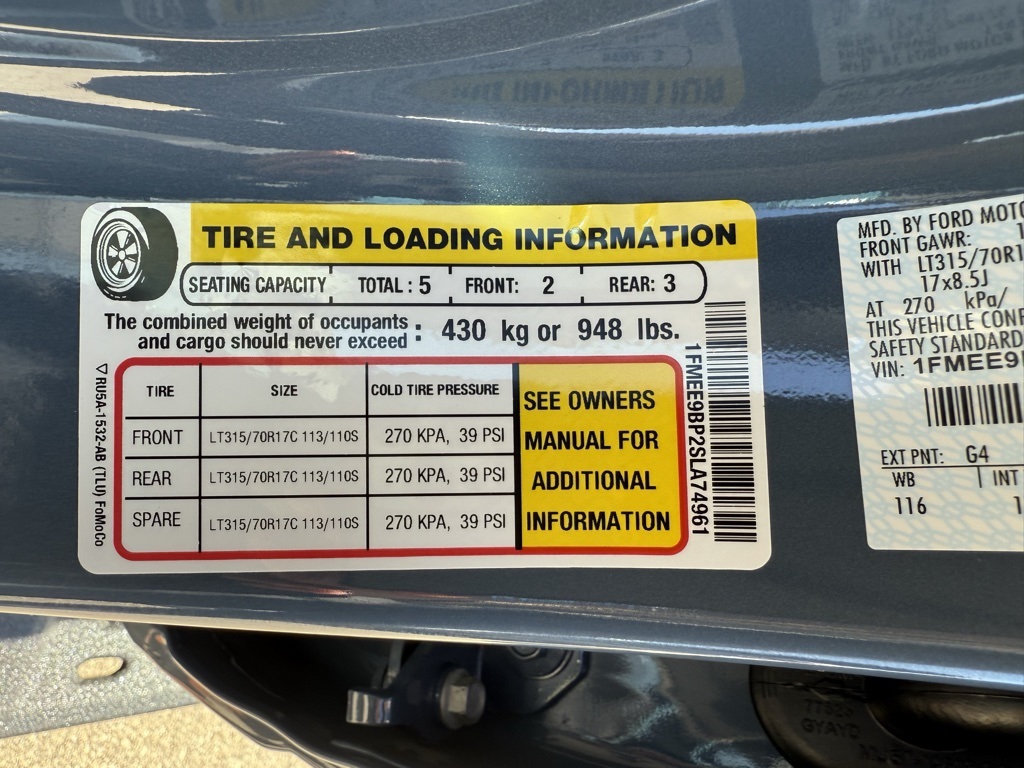 TIRE AND LOADING INFORMATION
SEATING CAPACITY TOTAL : 5 FRONT: 2 REAR: 3
The combined weight of occupants
and cargo should never exceed : 430 kg or 948 lbs.
TIRE SIZE COLD TIRE PRESSURE
FRONT LT315/70R17C 113/110S 270 KPA, 39 PSI
REAR LT315/70R17C 113/110S 270 KPA, 39 PSI
SPARE LT315/70R17C 113/110S 270 KPA, 39 PSI
SEE OWNERS
MANUAL FOR
ADDITIONAL
INFORMATION
1FMEE9BP2SLA74961
RU5A-1532-AB (TLU) FoMoCo
MFD. BY FORD MOTO
FRONT GAWR: 1
WITH LT315/70R1
17x8.5J
AT 270 kPa/
THIS VEHICLE CONF
SAFETY STANDARD
VIN: 1FMEE9
EXT PNT: G4
WB INT
116 1
GYAYD